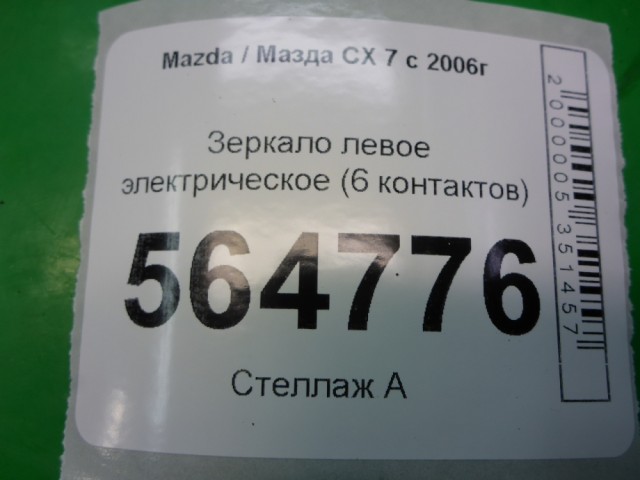 Mazda / Мазда CX 7 с 2006г
Зеркало левое
электрическое (6 контактов)
564776
Стеллаж А
2000005351457